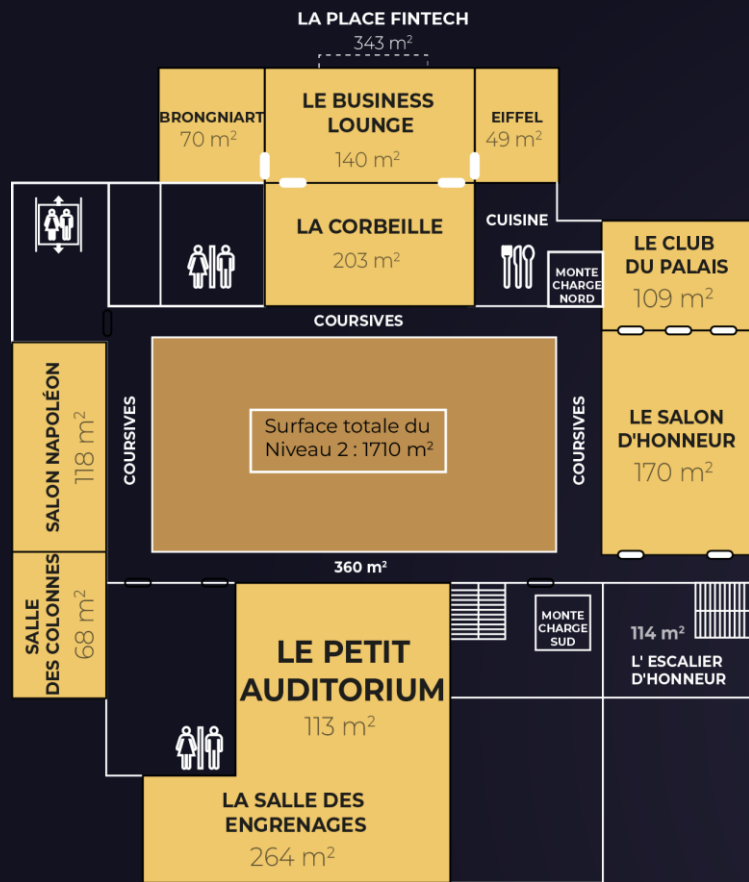 LA PLACE FINTECH
343 m²
BRONGNIART
70 m²
LE BUSINESS
LOUNGE
140 m²
EIFFEL
49 m²
LA CORBEILLE
203 m²
CUISINE
MONTE
CHARGE
NORD
LE CLUB
DU PALAIS
109 m²
COURSIVES
SALON NAPOLÉON
118 m²
COURSIVES
Surface totale du
Niveau 2 : 1710 m²
COURSIVES
LE SALON
D'HONNEUR
170 m²
360 m²
SALLE
DES COLONNES
68 m²
LE PETIT
AUDITORIUM
113 m²
MONTE
CHARGE
SUD
114 m²
L' ESCALIER
D'HONNEUR
LA SALLE DES
ENGRENAGES
264 m²